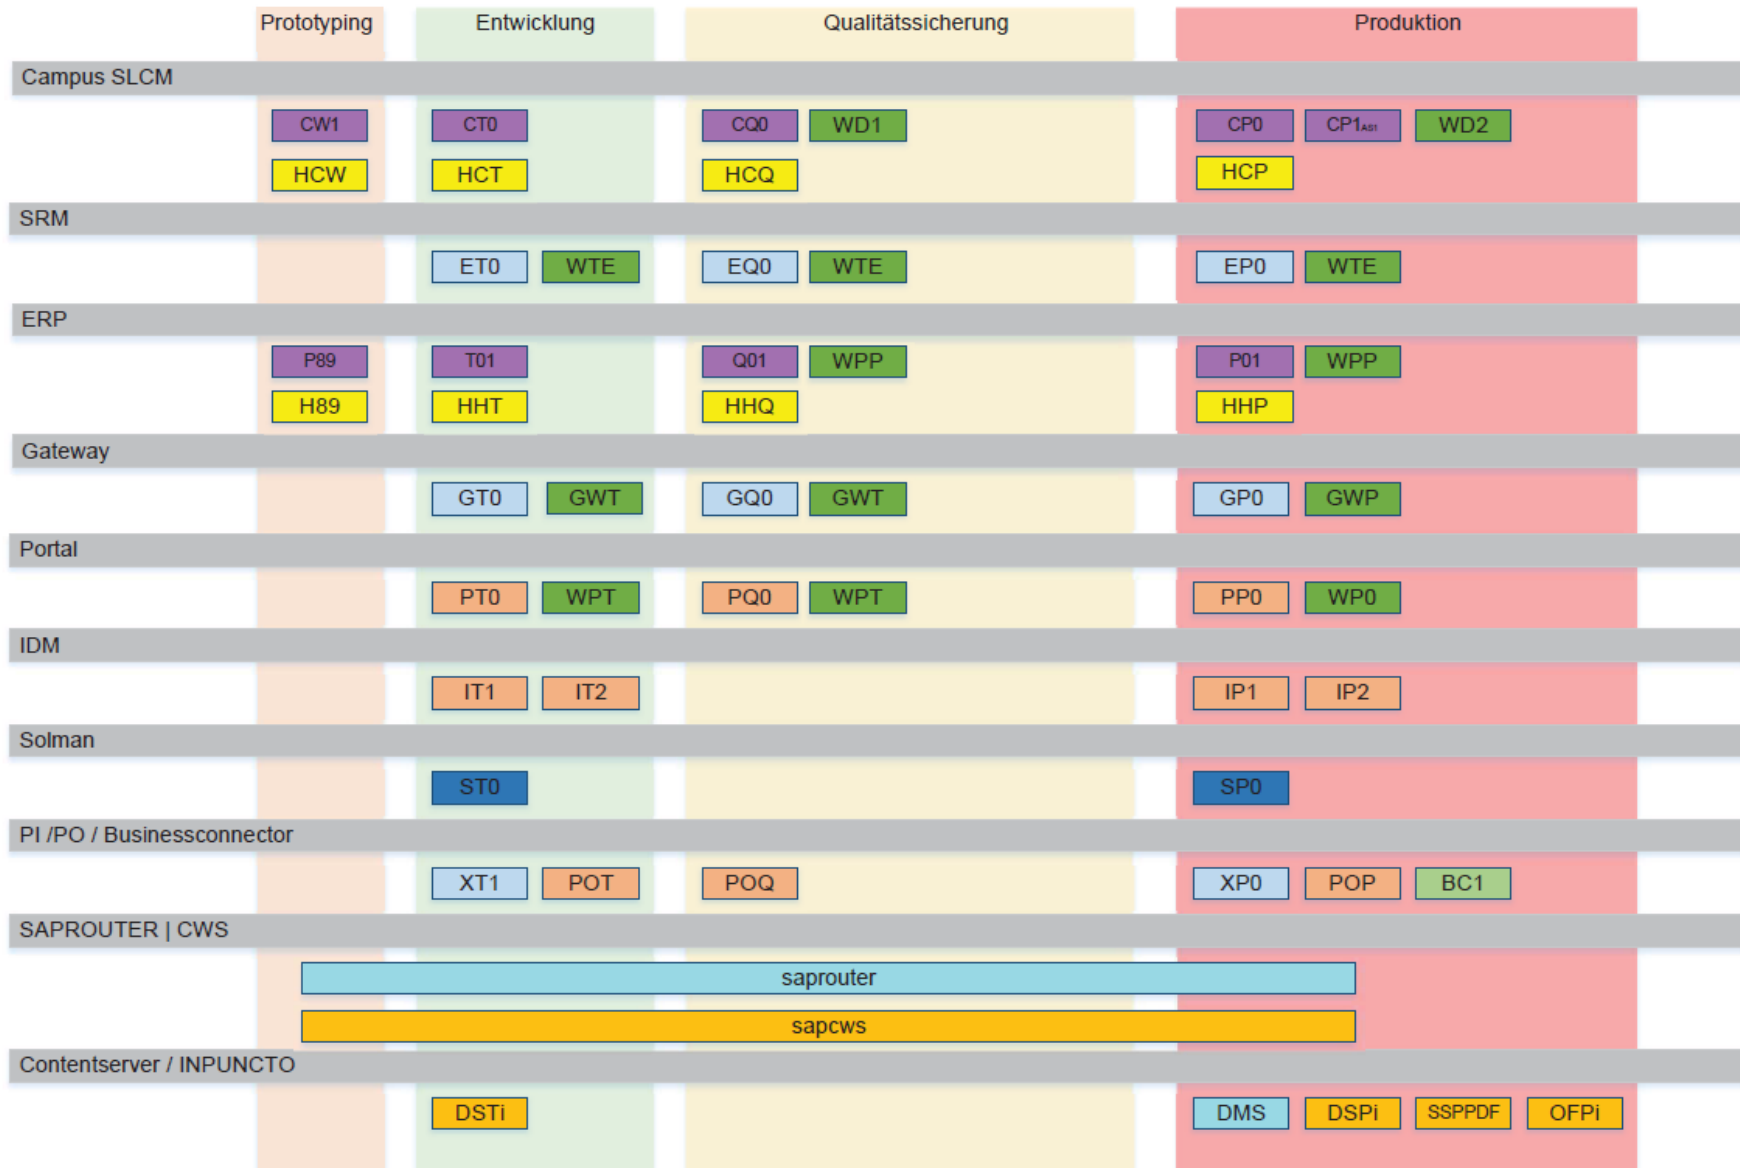 Prototyping Entwicklung Qualitätssicherung Produktion
Campus SLCM
CW1 CT0 CQ0 WD1 CP0 CP1AS1 WD2
HCW HCT HCQ HCP
SRM
ET0 WTE EQ0 WTE EP0 WTE
ERP
P89 T01 Q01 WPP P01 WPP
H89 HHT HHQ HHP
Gateway
GT0 GWT GQ0 GWT GP0 GWP
Portal
PT0 WPT PQ0 WPT PP0 WP0
IDM
IT1 IT2 IP1 IP2
Solman
ST0 SP0
PI /PO / Businessconnector
XT1 POT POQ XP0 POP BC1
SAPROUTER | CWS
saprouter
sapcws
Contentserver / INPUNCTO
DSTi DMS DSPi SSPPDF OFPi